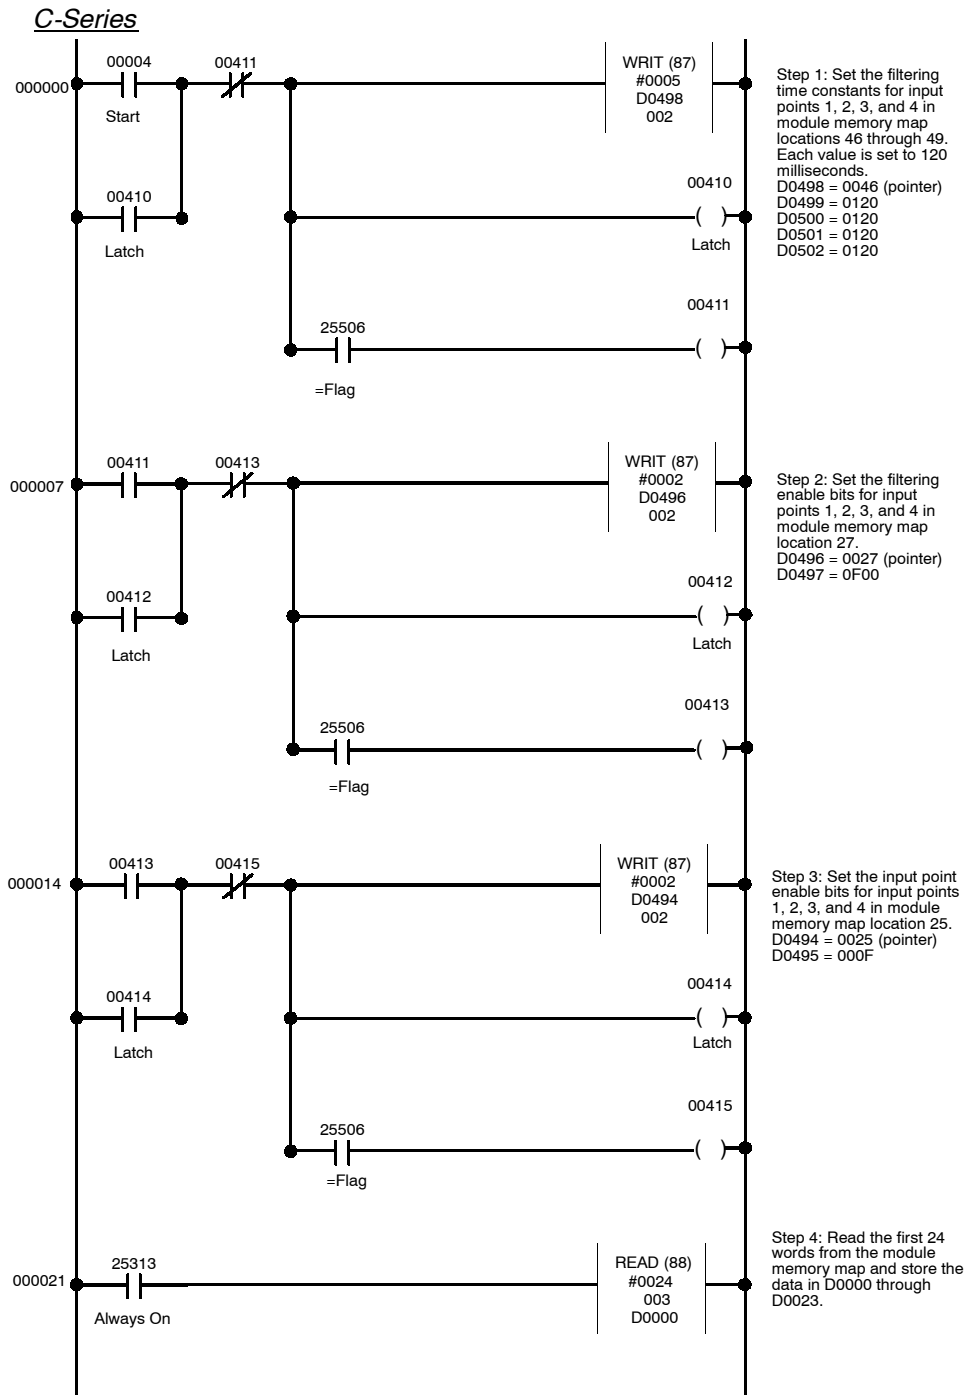 C-Series
00004
00411
000000
Start
WRIT (87)
#0005
D0498
002
Step 1: Set the filtering
time constants for input
points 1, 2, 3, and 4 in
module memory map
locations 46 through 49.
Each value is set to 120
milliseconds.
D0498 = 0046 (pointer)
D0499 = 0120
D0500 = 0120
D0501 = 0120
D0502 = 0120
00410
Latch
00410
Latch
00411
25506
=Flag
00411
00413
000007
WRIT (87)
#0002
D0496
002
Step 2: Set the filtering
enable bits for input
points 1, 2, 3, and 4 in
module memory map
location 27.
D0496 = 0027 (pointer)
D0497 = 0F00
00412
Latch
00412
Latch
00413
25506
=Flag
00413
00415
000014
WRIT (87)
#0002
D0494
002
Step 3: Set the input point
enable bits for input points
1, 2, 3, and 4 in module
memory map location 25.
D0494 = 0025 (pointer)
D0495 = 000F
00414
Latch
00414
Latch
00415
25506
=Flag
25313
000021
Always On
READ (88)
#0024
003
D0000
Step 4: Read the first 24
words from the module
memory map and store the
data in D0000 through
D0023.